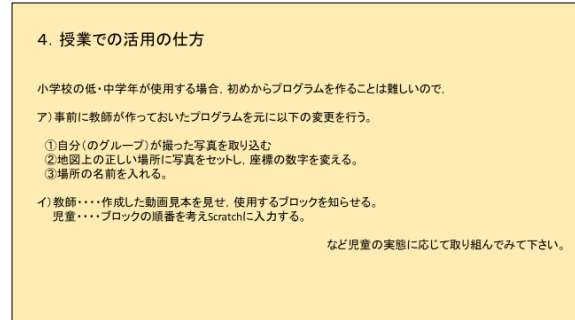 4．授業での活用の仕方
小学校の低・中学年が使用する場合，初めからプログラムを作ることは難しいので，
ア）事前に教師が作っておいたプログラムを元に以下の変更を行う。
①自分（のグループ）が撮った写真を取り込む
②地図上の正しい場所に写真をセットし，座標の数字を変える。
③場所の名前を入れる。
イ）教師・・・・作成した動画見本を見せ，使用するブロックを知らせる。
児童・・・・ブロックの順番を考えScratchに入力する。
など児童の実態に応じて取り組んでみて下さい。